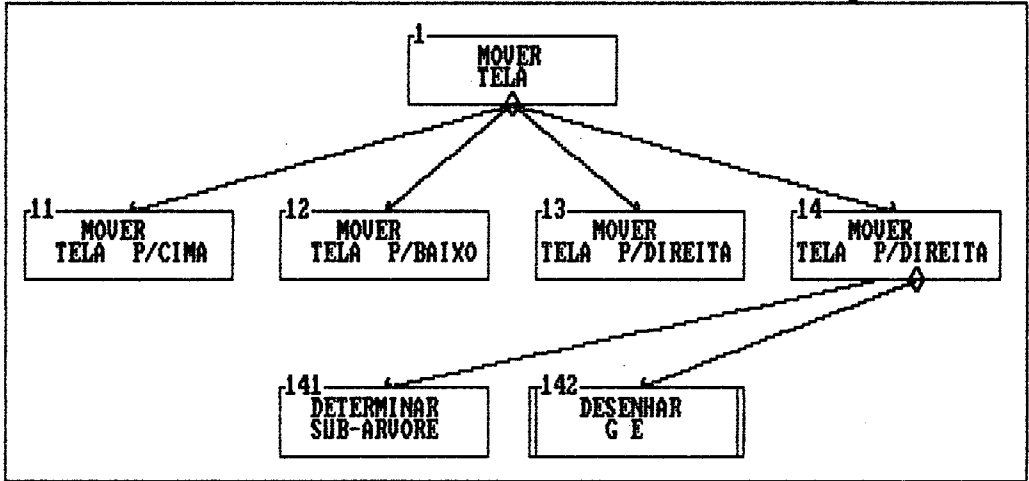 1
MOVER
TELA
11
MOVER
TELA P/CIMA
12
MOVER
TELA P/BAIXO
13
MOVER
TELA P/DIREITA
14
MOVER
TELA P/DIREITA
141
DETERMINAR
SUB-ARVORE
142
DESENHAR
G E